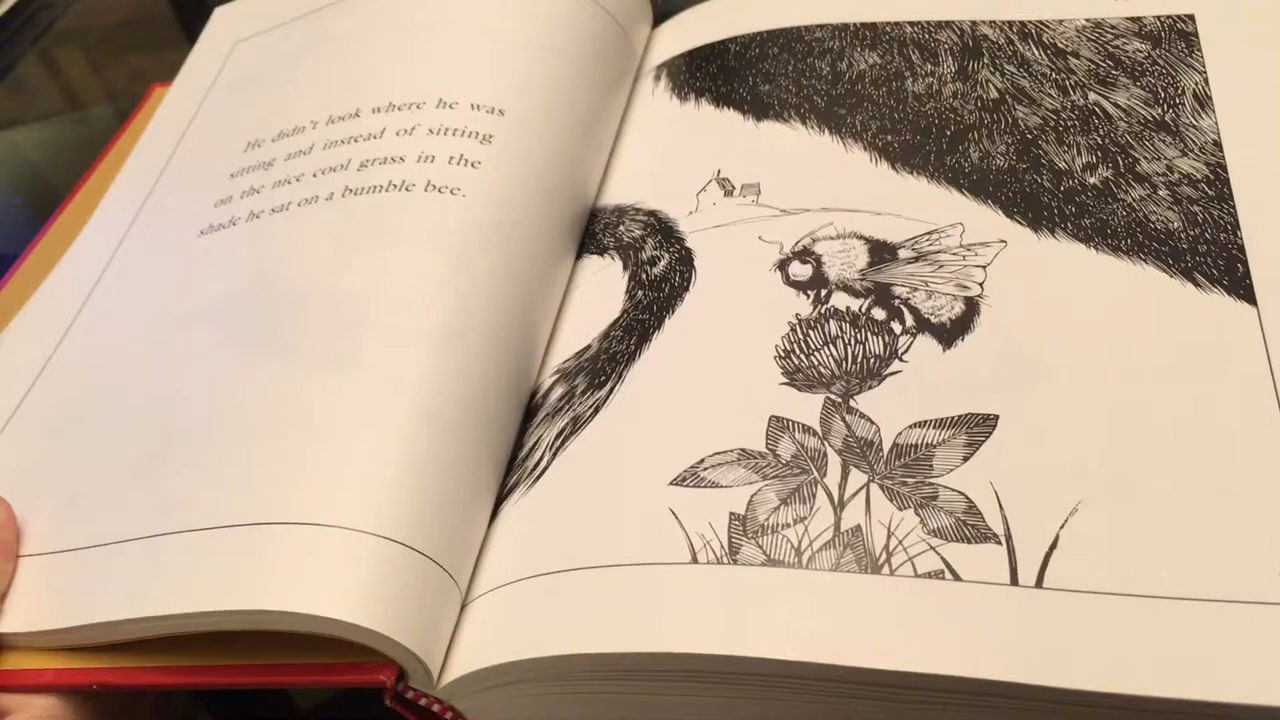 He didn't look where he was
sitting and instead of sitting
on the nice cool grass in the
shade he sat on a bumble bee.